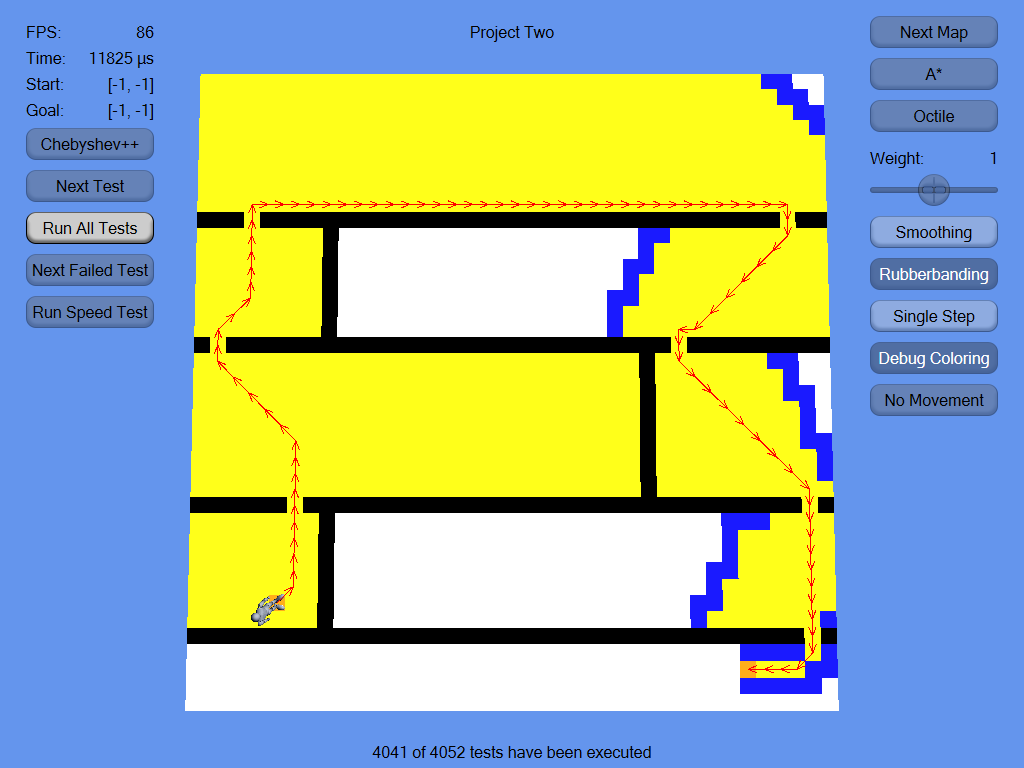 FPS: 86
Time: 11825 µs
Start: [-1, -1]
Goal: [-1, -1]
Chebyshev++
Next Test
Run All Tests
Next Failed Test
Run Speed Test
Project Two
Next Map
A*
Octile
Weight: 1
Smoothing
Rubberbanding
Single Step
Debug Coloring
No Movement
4041 of 4052 tests have been executed